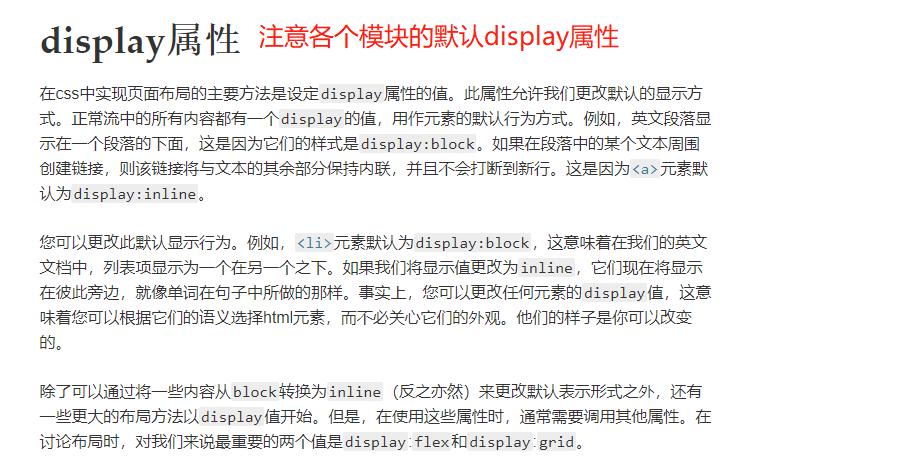 display属性 注意各个模块的默认display属性
在css中实现页面布局的主要方法是设定display属性的值。此属性允许我们更改默认的显示方
式。正常流中的所有内容都有一个display的值，用作元素的默认行为方式。例如，英文段落显
示在一个段落的下面，这是因为它们的样式是display:block。如果在段落中的某个文本周围
创建链接，则该链接将与文本的其余部分保持内联，并且不会打断到新行。这是因为<a>元素默
认为display:inline。
您可以更改此默认显示行为。例如，<li>元素默认为display:block，这意味着在我们的英文
文档中，列表项显示为一个在另一个之下。如果我们将显示值更改为inline，它们现在将显示
在彼此旁边，就像单词在句子中所做的那样。事实上，您可以更改任何元素的display值，这意
味着您可以根据它们的语义选择html元素，而不必关心它们的外观。他们的样子是你可以改变
的。
除了可以通过将一些内容从block转换为inline（反之亦然）来更改默认表示形式之外，还有
一些更大的布局方法以display值开始。但是，在使用这些属性时，通常需要调用其他属性。在
讨论布局时，对我们来说最重要的两个值是display:flex和display:grid。